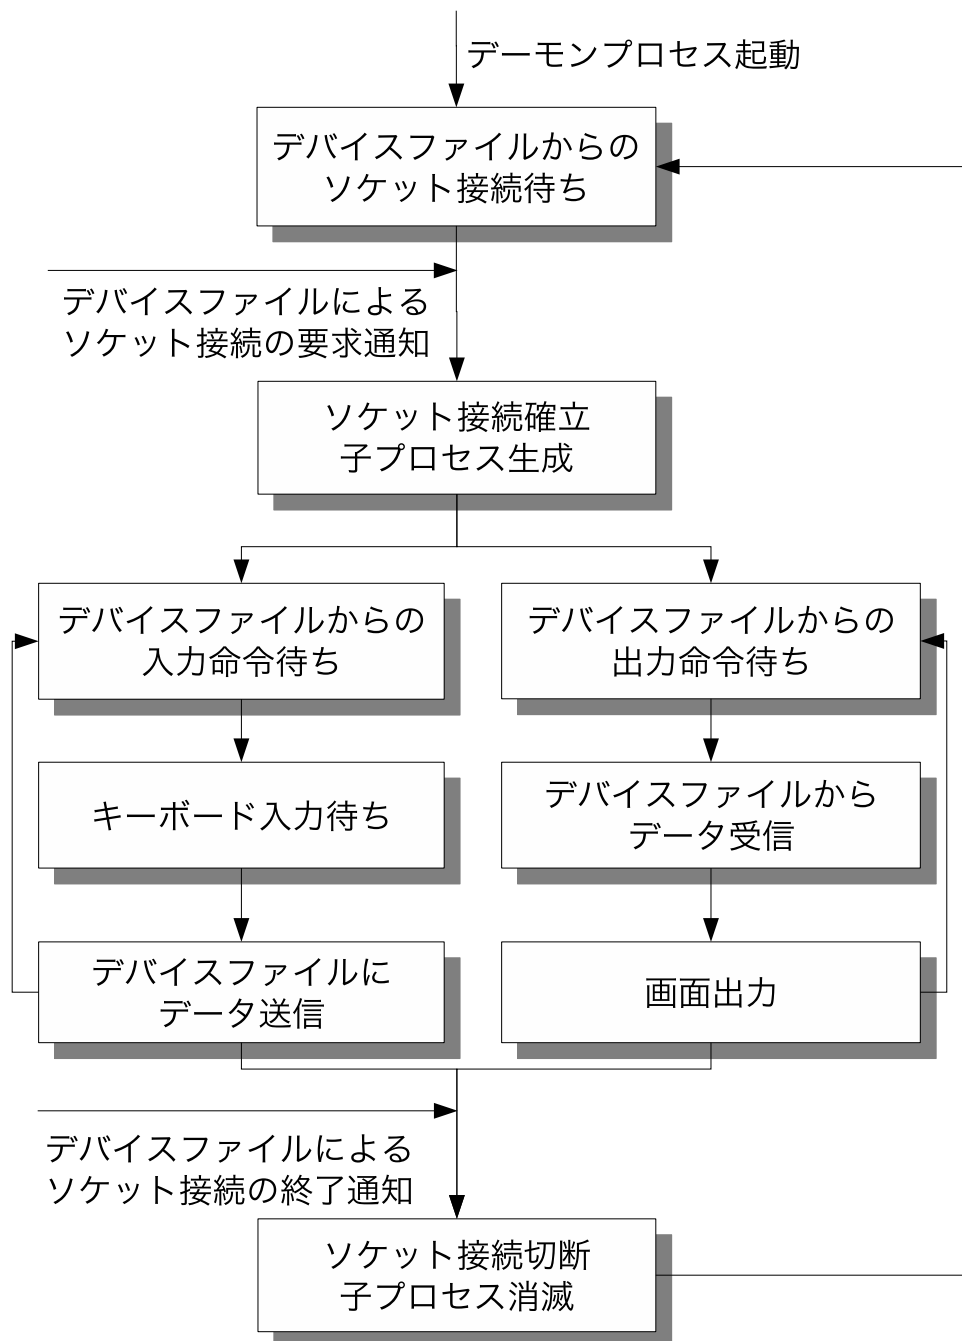 デーモンプロセス起動
デバイスファイルからの
ソケット接続待ち
デバイスファイルによる
ソケット接続の要求通知
ソケット接続確立
子プロセス生成
デバイスファイルからの
入力命令待ち
デバイスファイルからの
出力命令待ち
キーボード入力待ち
デバイスファイルから
データ受信
デバイスファイルに
データ送信
画面出力
デバイスファイルによる
ソケット接続の終了通知
ソケット接続切断
子プロセス消滅